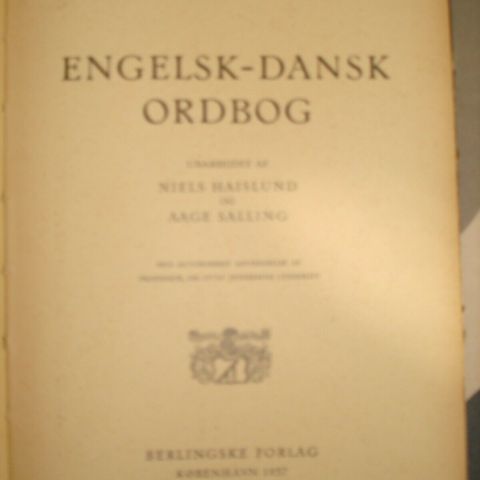 ENGELSK-DANSK
ORDBOG
UDARBEJDET AF
NIELS HAISLUND
OG
AAGE SALLING
BERLINGSKE FORLAG
KØBENHAVN 1937